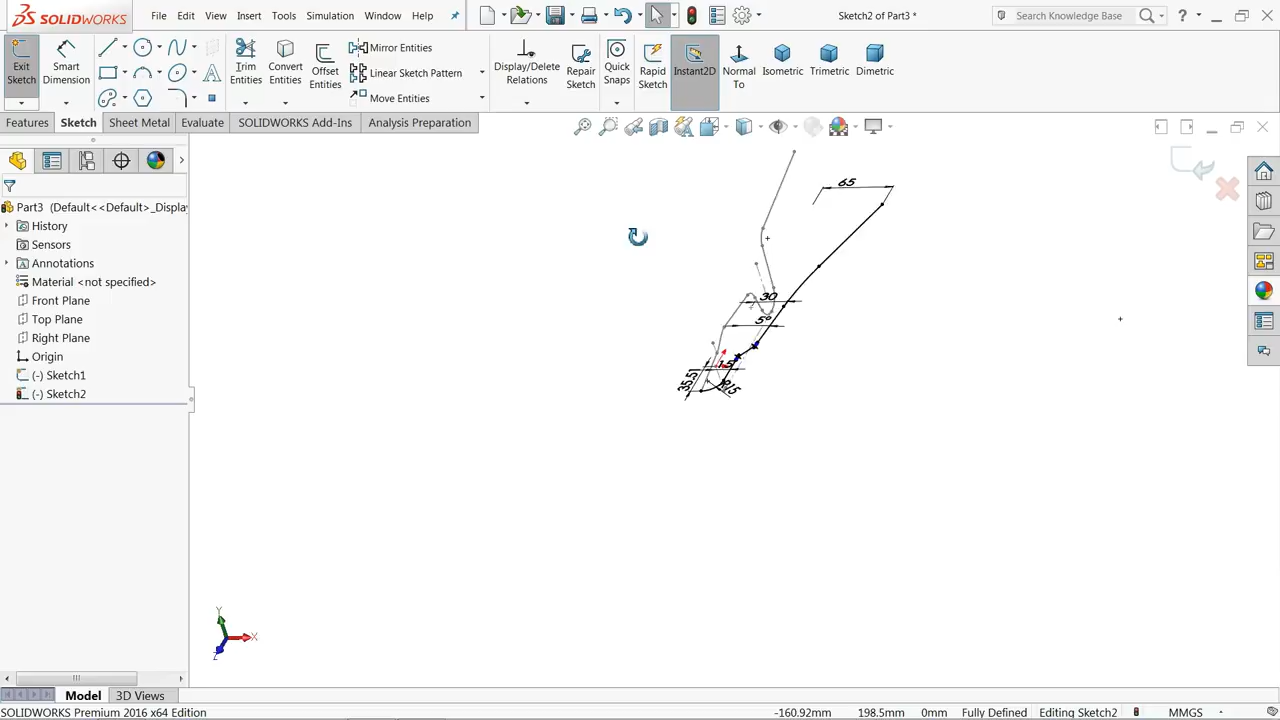 SOLIDWORKS
File Edit View Insert Tools Simulation Window Help
Sketch2 of Part3 *
Search Knowledge Base
Exit Sketch
Smart Dimension
Trim Entities
Convert Entities
Offset Entities
Mirror Entities
Linear Sketch Pattern
Move Entities
Display/Delete Relations
Repair Sketch
Quick Snaps
Rapid Sketch
Instant2D
Normal To
Isometric
Trimetric
Dimetric
Features Sketch Sheet Metal Evaluate SOLIDWORKS Add-Ins Analysis Preparation
Part3 (Default<<Default>_Displa
History
Sensors
Annotations
Material <not specified>
Front Plane
Top Plane
Right Plane
Origin
(-) Sketch1
(-) Sketch2
65
30
5°
15
35.5
R15
Y
X
Z
Model 3D Views
SOLIDWORKS Premium 2016 x64 Edition
-160.92mm 198.5mm 0mm Fully Defined Editing Sketch2 MMGS